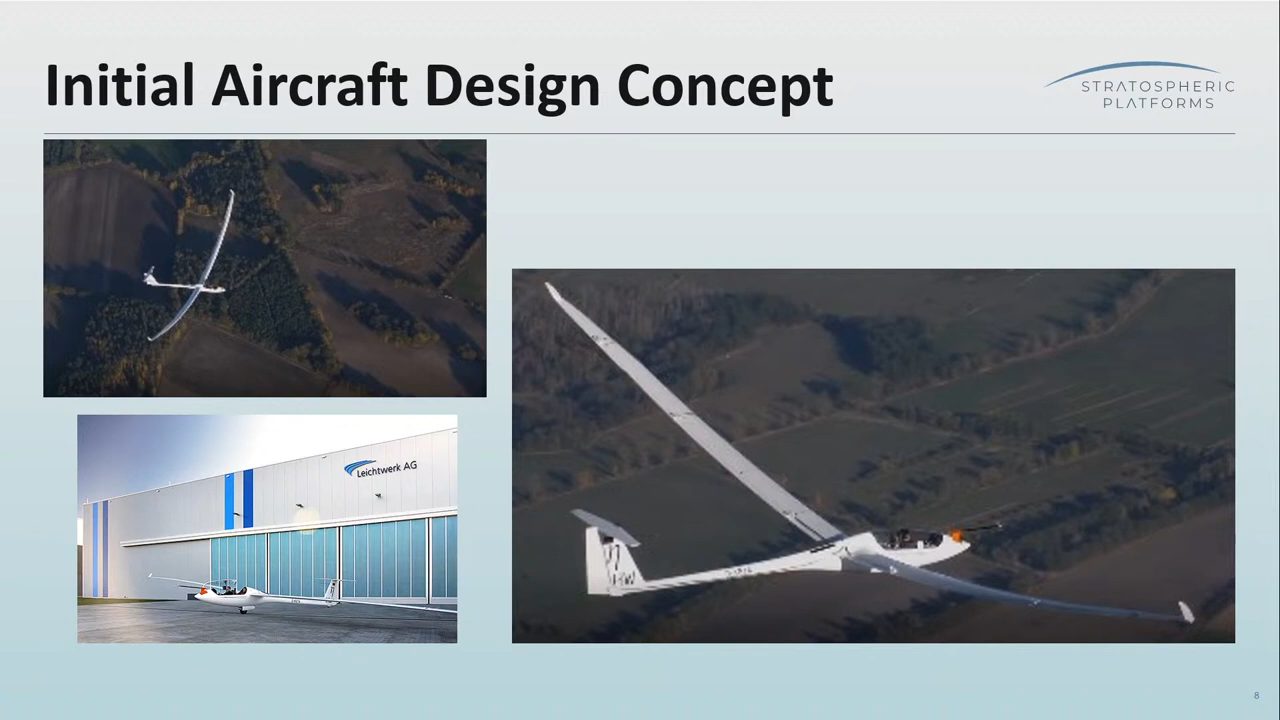 Initial Aircraft Design Concept
STRATOSPHERIC
PLATFORMS
Leichtwerk AG
8